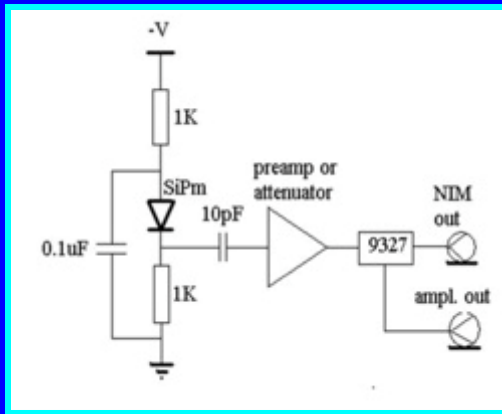 -V
1K
SiPm
preamp or
attenuator
10pF
0.1uF
1K
9327
NIM
out
ampl. out